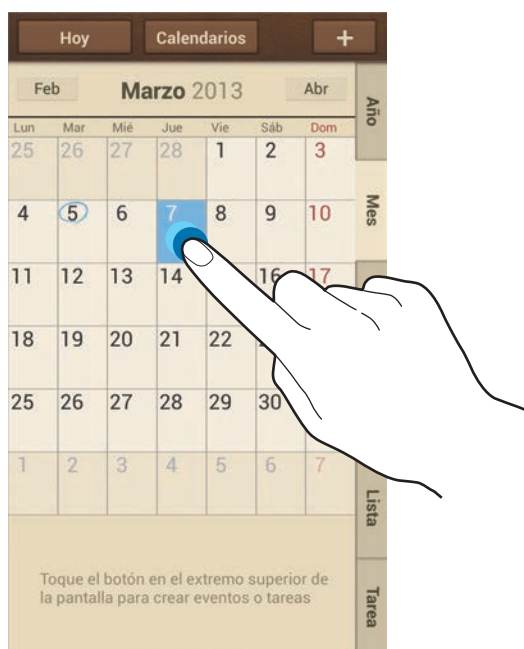 Hoy Calendarios +
Feb Marzo 2013 Abr
Lun Mar Mié Jue Vie Sáb Dom
25 26 27 28 1 2 3
4 5 6 7 8 9 10
11 12 13 14 16 17
18 19 20 21 22
25 26 27 28 29 30
1 2 3 4 5 6 7
Toque el botón en el extremo superior de
la pantalla para crear eventos o tareas
Año
Mes
Lista
Tarea